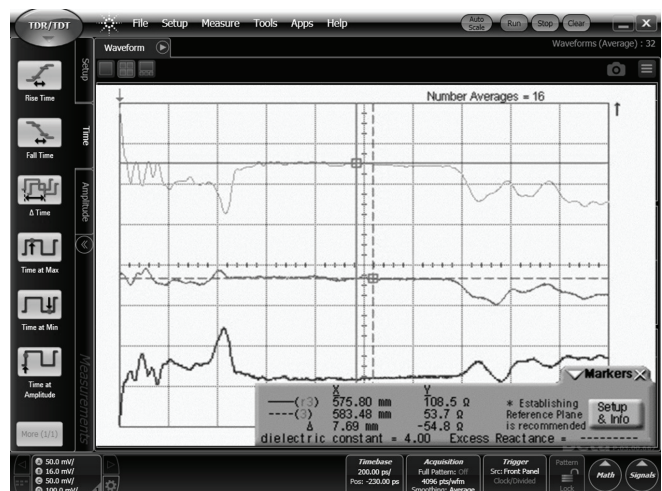 TDR/TDT
File Setup Measure Tools Apps Help
Auto Scale
Run
Stop
Clear
Waveform
Waveforms (Average) : 32
Setup
Time
Amplitude
Measurements
Rise Time
Fall Time
Δ Time
Time at Max
Time at Min
Time at Amplitude
More (1/1)
Number Averages = 16
Markers
X Y
(r3) 575.80 mm 108.5 Ω
(3) 583.48 mm 53.7 Ω
Δ 7.69 mm -54.8 Ω
* Establishing
Reference Plane
is recommended
Setup & Info
dielectric constant = 4.00 Excess Reactance = ---------
50.0 mV/
16.0 mV/
50.0 mV/
100.0 mV/
Timebase
200.00 ps/
Pos: -230.00 ps
Acquisition
Full Pattern: Off
4096 pts/wfm
Smoothing: Average
Trigger
Src: Front Panel
Clock/Divided
Pattern
Lock
Math
Signals